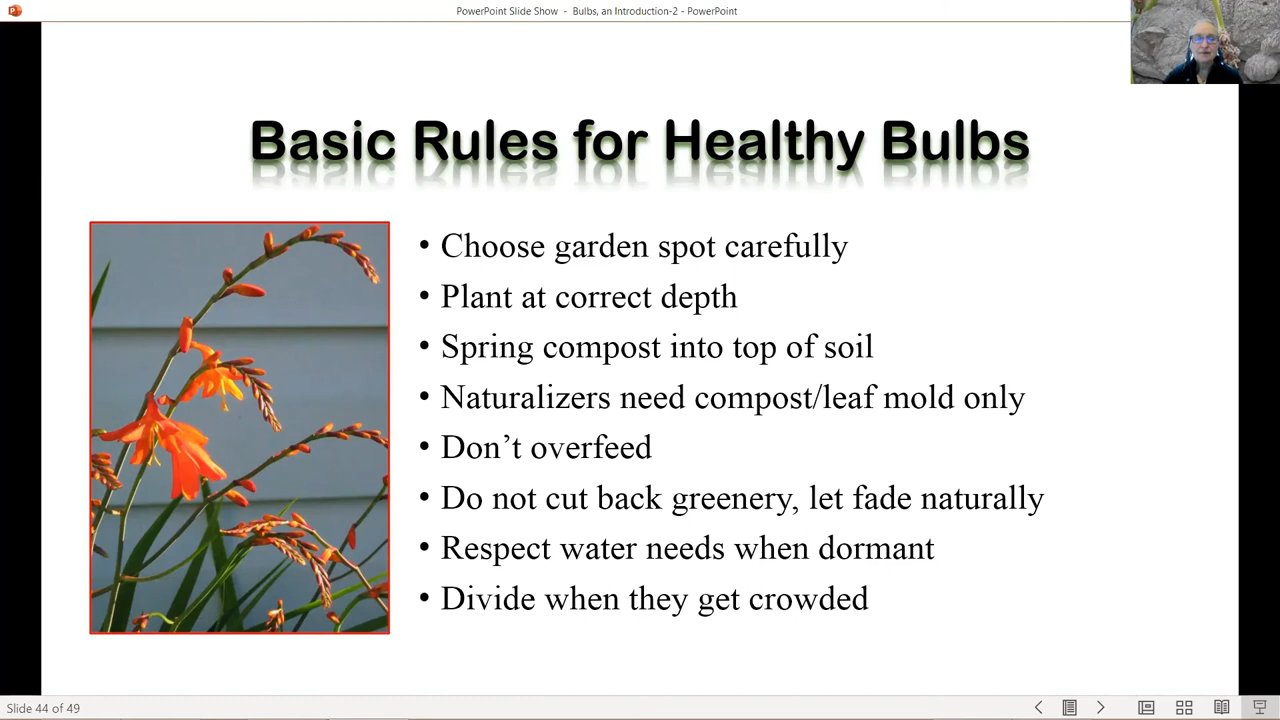 PowerPoint Slide Show - Bulbs, an Introduction-2 - PowerPoint
Basic Rules for Healthy Bulbs
• Choose garden spot carefully
• Plant at correct depth
• Spring compost into top of soil
• Naturalizers need compost/leaf mold only
• Don’t overfeed
• Do not cut back greenery, let fade naturally
• Respect water needs when dormant
• Divide when they get crowded
Slide 44 of 49